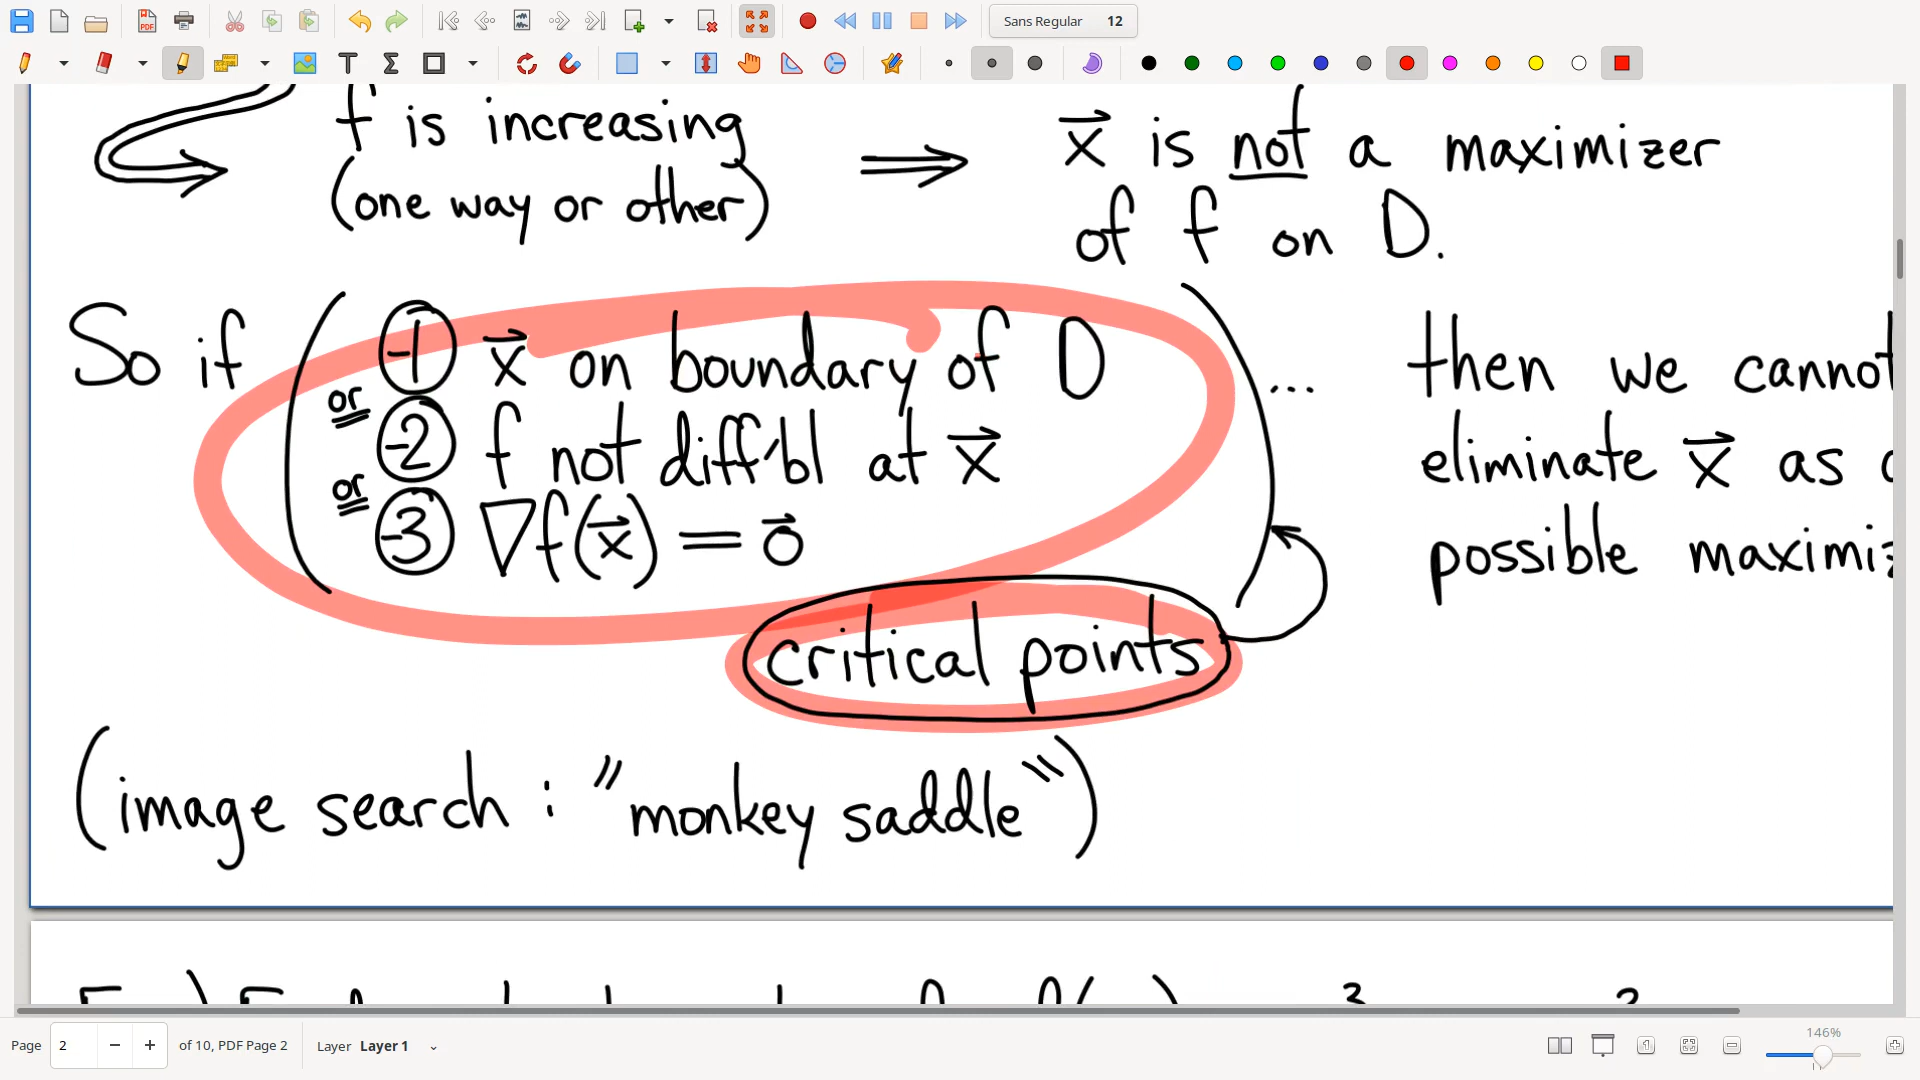 Sans Regular 12
f is increasing
(one way or other)
⟹
x⃗ is not a maximizer
of f on D.
So if
( ¬1 x⃗ on boundary of D
or
¬2 f not diff'bl at x⃗
or
¬3 ∇f(x⃗) = 0⃗ )
...
then we cannot
eliminate x⃗ as
possible
critical points
(image search : "monkey saddle")
Page 2 − + of 10, PDF Page 2 Layer Layer 1
146%